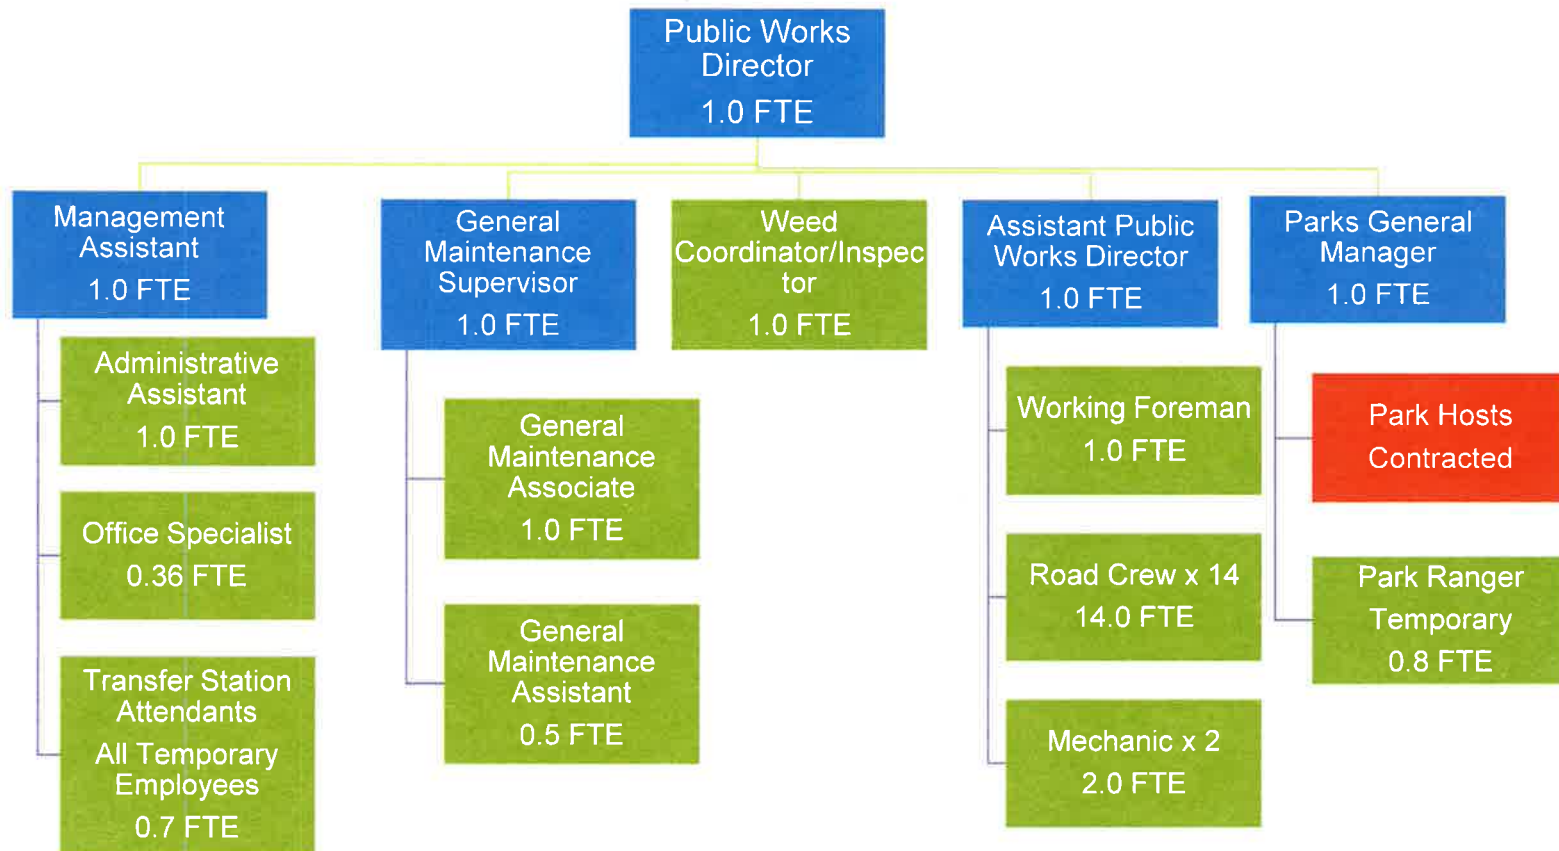 Public Works
Director
1.0 FTE
Management
Assistant
1.0 FTE
General
Maintenance
Supervisor
1.0 FTE
Weed
Coordinator/Inspec
tor
1.0 FTE
Assistant Public
Works Director
1.0 FTE
Parks General
Manager
1.0 FTE
Administrative
Assistant
1.0 FTE
Office Specialist
0.36 FTE
Transfer Station
Attendants
All Temporary
Employees
0.7 FTE
General
Maintenance
Associate
1.0 FTE
General
Maintenance
Assistant
0.5 FTE
Working Foreman
1.0 FTE
Road Crew x 14
14.0 FTE
Mechanic x 2
2.0 FTE
Park Hosts
Contracted
Park Ranger
Temporary
0.8 FTE